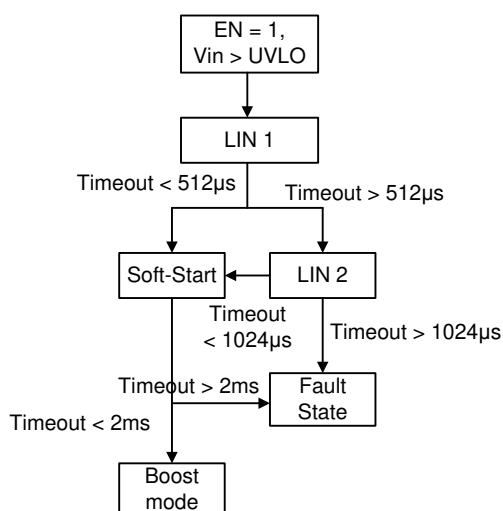 EN = 1,
Vin > UVLO
LIN 1
Timeout < 512µs
Timeout > 512µs
Soft-Start
LIN 2
Timeout
< 1024µs
Timeout > 1024µs
Timeout > 2ms
Fault
State
Timeout < 2ms
Boost
mode